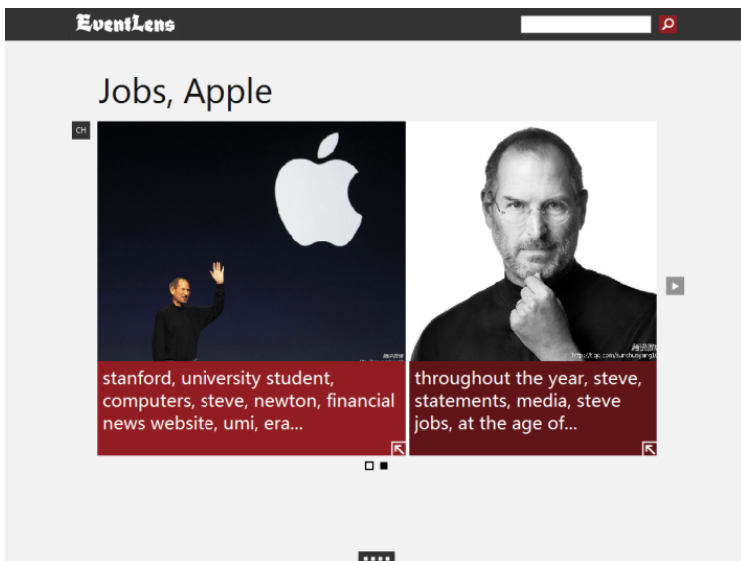 EventLens
Jobs, Apple
CH
stanford, university student,
computers, steve, newton, financial
news website, umi, era...
throughout the year, steve,
statements, media, steve
jobs, at the age of...